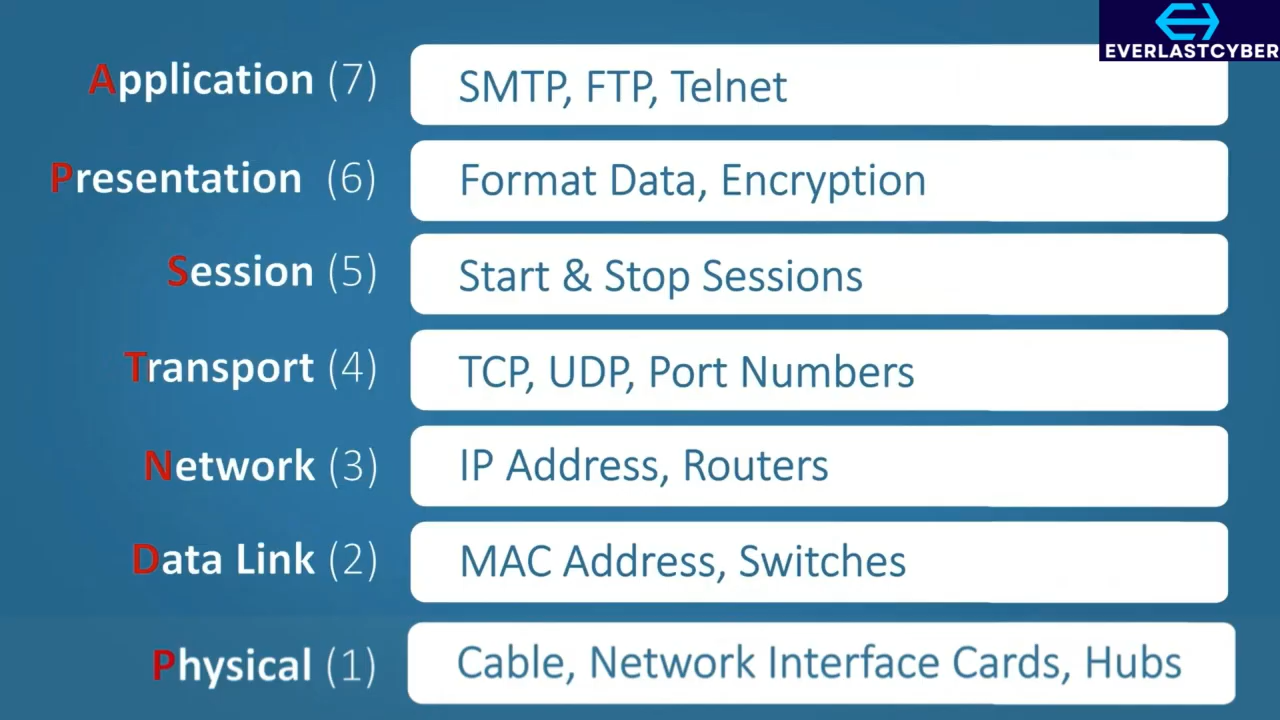 EVERLASTCYBER
Application (7) SMTP, FTP, Telnet
Presentation (6) Format Data, Encryption
Session (5) Start & Stop Sessions
Transport (4) TCP, UDP, Port Numbers
Network (3) IP Address, Routers
Data Link (2) MAC Address, Switches
Physical (1) Cable, Network Interface Cards, Hubs